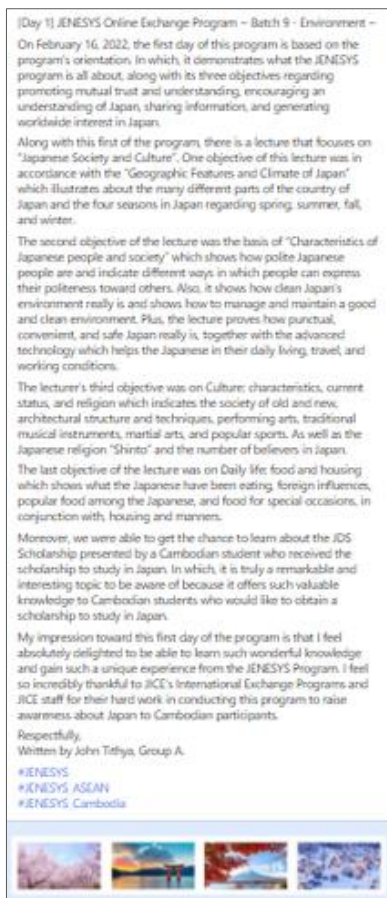 [Day 1] JENESYS Online Exchange Program ~ Batch 9 - Environment ~
On February 16, 2022, the first day of this program is based on the
program's orientation. In which, it demonstrates what the JENESYS
program is all about, along with its three objectives regarding
promoting mutual trust and understanding, encouraging an
understanding of Japan, sharing information, and generating
worldwide interest in Japan.
Along with this first of the program, there is a lecture that focuses on
"Japanese Society and Culture". One objective of this lecture was in
accordance with the "Geographic Features and Climate of Japan"
which illustrates about the many different parts of the country of
Japan and the four seasons in Japan regarding spring, summer, fall,
and winter.
The second objective of the lecture was the basis of "Characteristics of
Japanese people and society" which shows how polite Japanese
people are and indicate different ways in which people can express
their politeness toward others. Also, it shows how clean Japan's
environment really is and shows how to manage and maintain a good
and clean environment. Plus, the lecture proves how punctual,
convenient, and safe Japan really is, together with the advanced
technology which helps the Japanese in their daily living, travel, and
working conditions.
The lecturer's third objective was on Culture: characteristics, current
status, and religion which indicates the society of old and new,
architectural structure and techniques, performing arts, traditional
musical instruments, martial arts, and popular sports. As well as the
Japanese religion "Shinto" and the number of believers in Japan.
The last objective of the lecture was on Daily life: food and housing
which shows what the Japanese have been eating, foreign influences,
popular food among the Japanese, and food for special occasions, in
conjunction with, housing and manners.
Moreover, we were able to get the chance to learn about the JDS
Scholarship presented by a Cambodian student who received the
scholarship to study in Japan. In which, it is truly a remarkable and
interesting topic to be aware of because it offers such valuable
knowledge to Cambodian students who would like to obtain a
scholarship to study in Japan.
My impression toward this first day of the program is that I feel
absolutely delighted to be able to learn such wonderful knowledge
and gain such a unique experience from the JENESYS Program. I feel
so incredibly thankful to JICE's International Exchange Programs and
JICE staff for their hard work in conducting this program to raise
awareness about Japan to Cambodian participants.
Respectfully,
Written by John Tithya, Group A.
#JENESYS
#JENESYS_ASEAN
#JENESYS_Cambodia